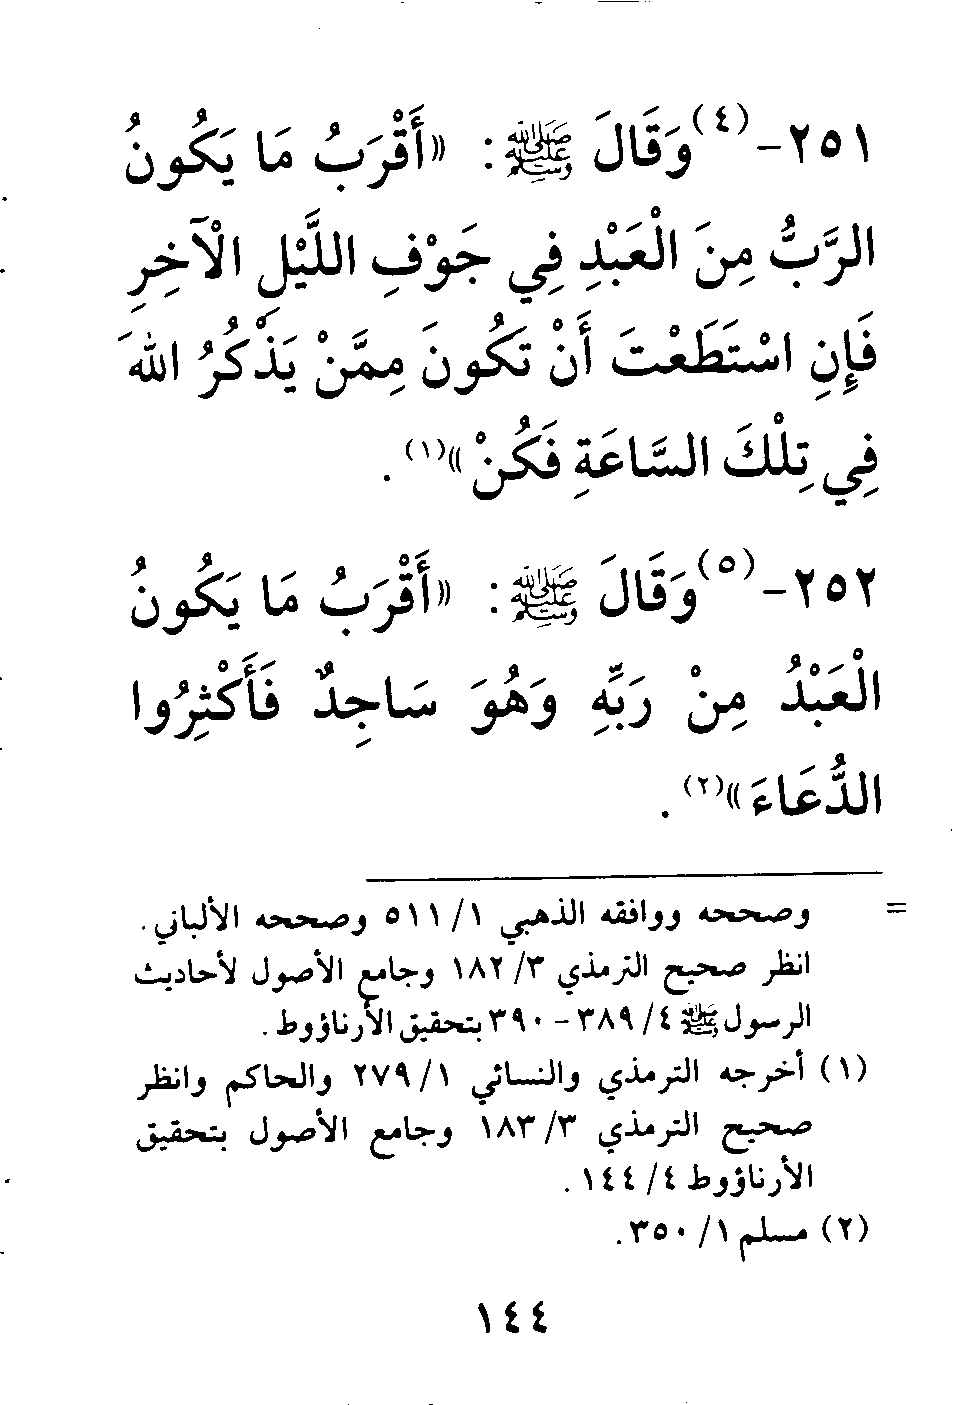 ٢٥١-(٤) وَقَالَ ﷺ: «أَقْرَبُ مَا يَكُونُ
الرَّبُّ مِنَ الْعَبْدِ فِي جَوْفِ اللَّيْلِ الْآخِرِ
فَإِنِ اسْتَطَعْتَ أَنْ تَكُونَ مِمَّنْ يَذْكُرُ اللهَ
فِي تِلْكَ السَّاعَةِ فَكُنْ»(١).
٢٥٢-(٥) وَقَالَ ﷺ: «أَقْرَبُ مَا يَكُونُ
الْعَبْدُ مِنْ رَبِّهِ وَهُوَ سَاجِدٌ فَأَكْثِرُوا
الدُّعَاءَ»(٢).
= وصححه ووافقه الذهبي ١/ ٥١١ وصححه الألباني.
انظر صحيح الترمذي ٣/ ١٨٢ وجامع الأصول لأحاديث
الرسول ﷺ ٤/ ٣٨٩ - ٣٩٠ بتحقيق الأرناؤوط.
(١) أخرجه الترمذي والنسائي ١/ ٢٧٩ والحاكم وانظر
صحيح الترمذي ٣/ ١٨٣ وجامع الأصول بتحقيق
الأرناؤوط ٤/ ١٤٤.
(٢) مسلم ١/ ٣٥٠.
١٤٤